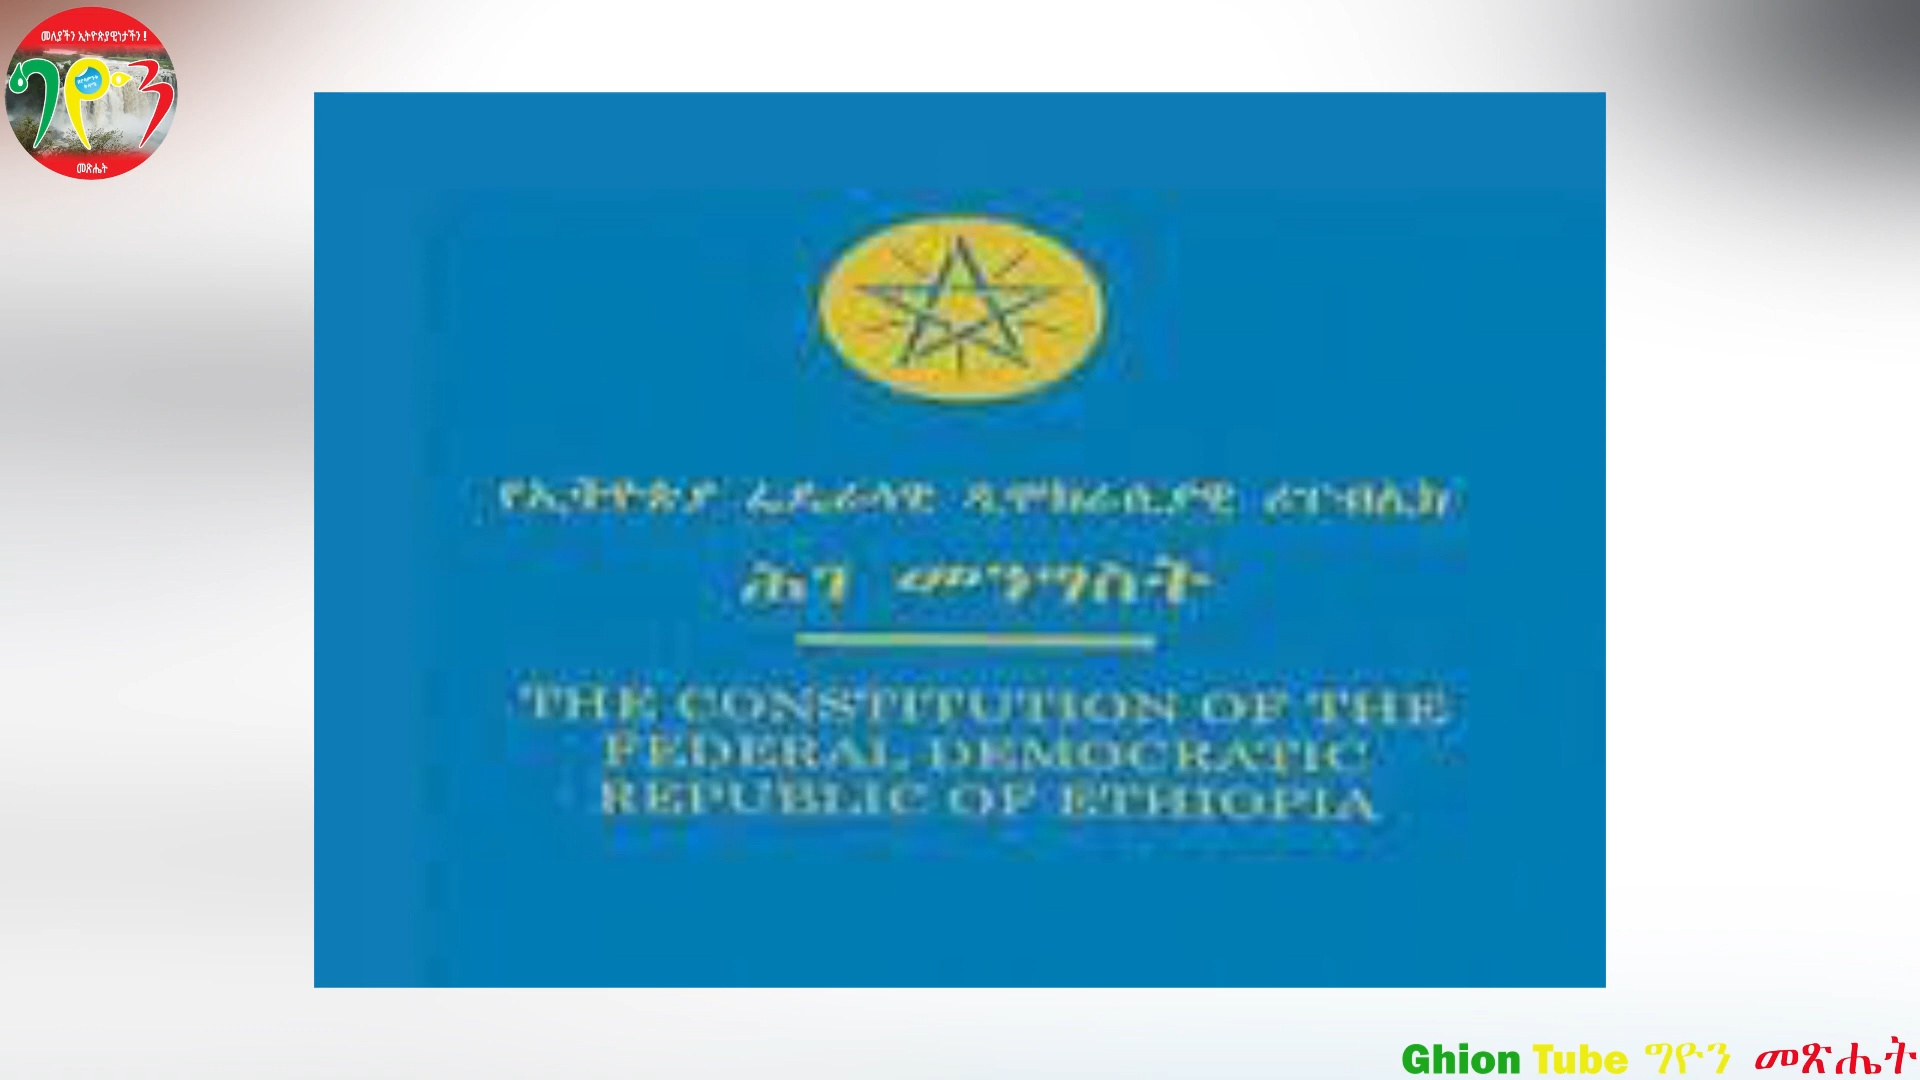 መለያችን ኢትዮጵያዊነታችን !
ግዮን
መጽሔት
የኢትዮጵያ ፌዴራላዊ ዲሞክራሲያዊ ሪፐብሊክ
ሕገ መንግስት
THE CONSTITUTION OF THE
FEDERAL DEMOCRATIC
REPUBLIC OF ETHIOPIA
Ghion Tube ግዮን መጽሔት